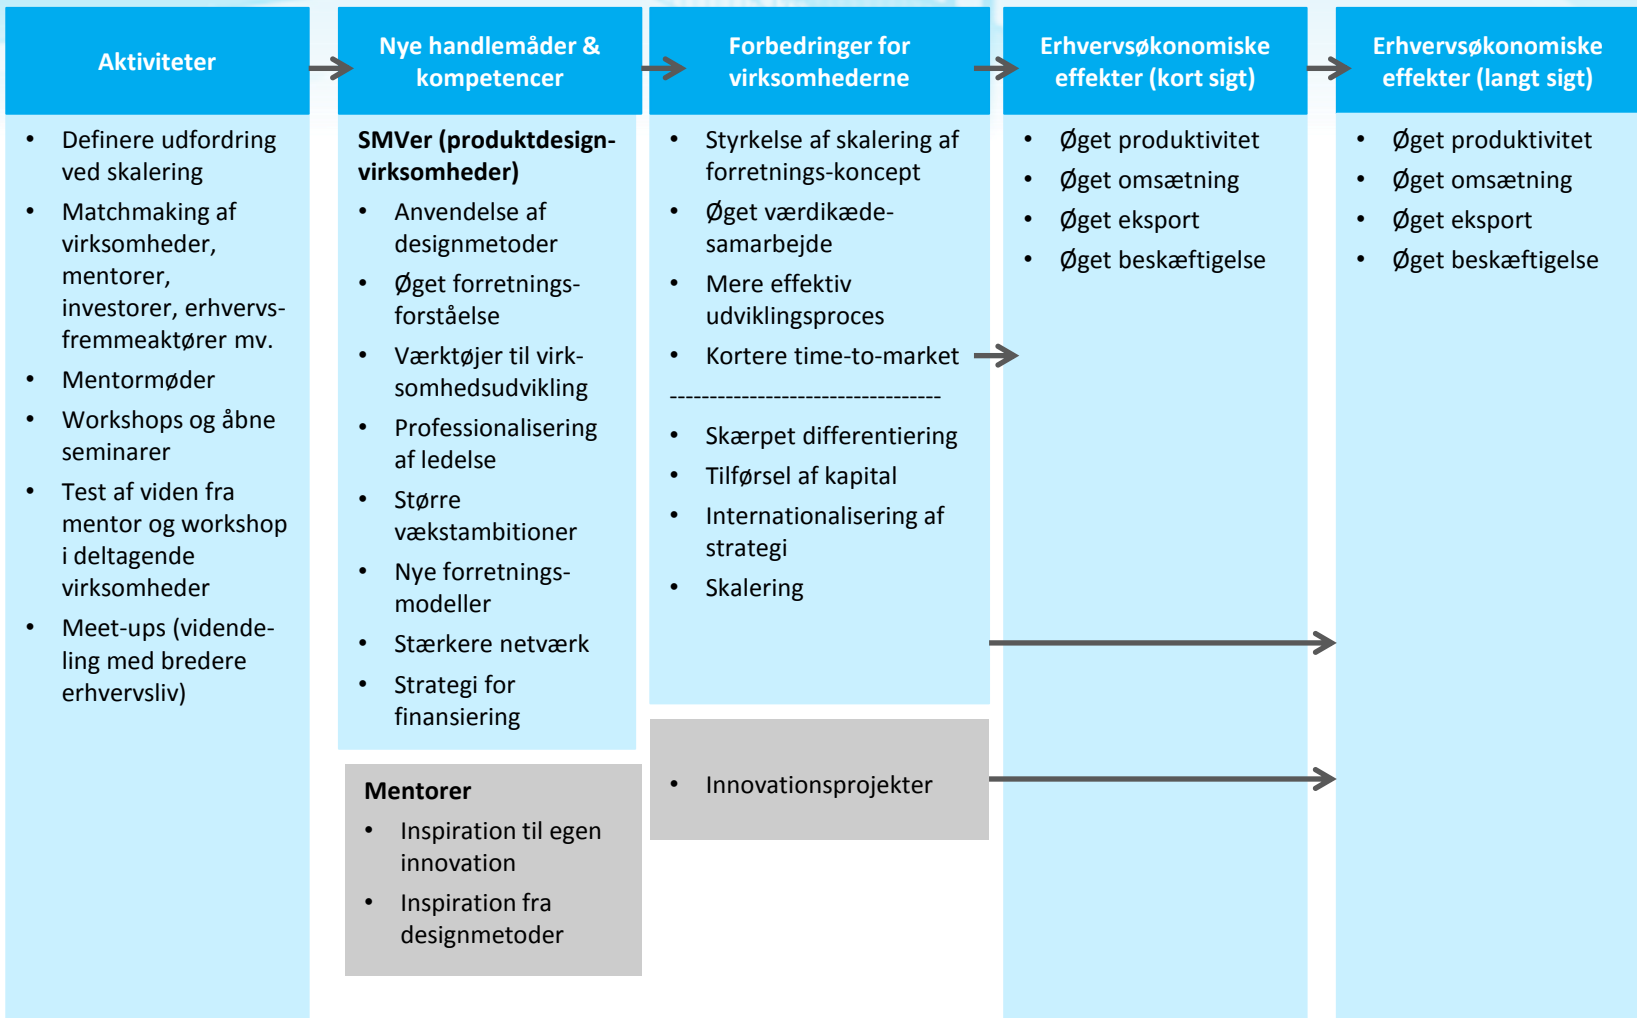 Aktiviteter
Nye handlemåder &
kompetencer
Forbedringer for
virksomhederne
Erhvervsøkonomiske
effekter (kort sigt)
Erhvervsøkonomiske
effekter (langt sigt)
• Definere udfordring
ved skalering
• Matchmaking af
virksomheder,
mentorer,
investorer, erhvervs-
fremmeaktører mv.
• Mentormøder
• Workshops og åbne
seminarer
• Test af viden fra
mentor og workshop
i deltagende
virksomheder
• Meet-ups (vidende-
ling med bredere
erhvervsliv)
SMVer (produktdesign-
virksomheder)
• Anvendelse af
designmetoder
• Øget forretnings-
forståelse
• Værktøjer til virk-
somhedsudvikling
• Professionalisering
af ledelse
• Større
vækstambitioner
• Nye forretnings-
modeller
• Stærkere netværk
• Strategi for
finansiering
Mentorer
• Inspiration til egen
innovation
• Inspiration fra
designmetoder
• Styrkelse af skalering af
forretnings-koncept
• Øget værdikæde-
samarbejde
• Mere effektiv
udviklingsproces
• Kortere time-to-market
----------------------------------
• Skærpet differentiering
• Tilførsel af kapital
• Internationalisering af
strategi
• Skalering
• Innovationsprojekter
• Øget produktivitet
• Øget omsætning
• Øget eksport
• Øget beskæftigelse
• Øget produktivitet
• Øget omsætning
• Øget eksport
• Øget beskæftigelse